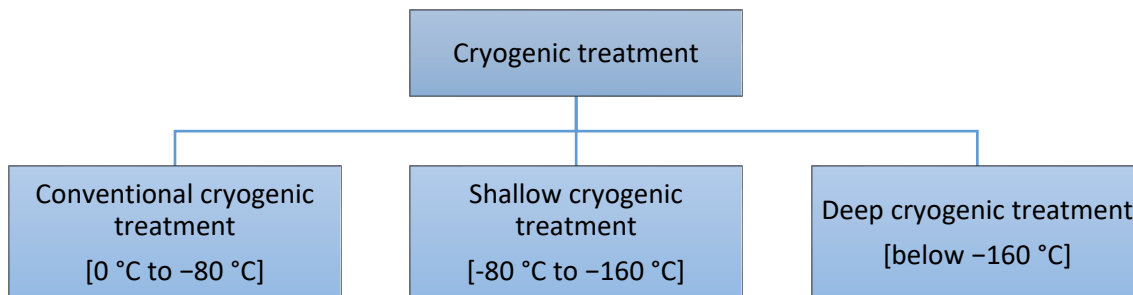 Cryogenic treatment
Conventional cryogenic
treatment
[0 °C to −80 °C]
Shallow cryogenic
treatment
[-80 °C to −160 °C]
Deep cryogenic treatment
[below −160 °C]